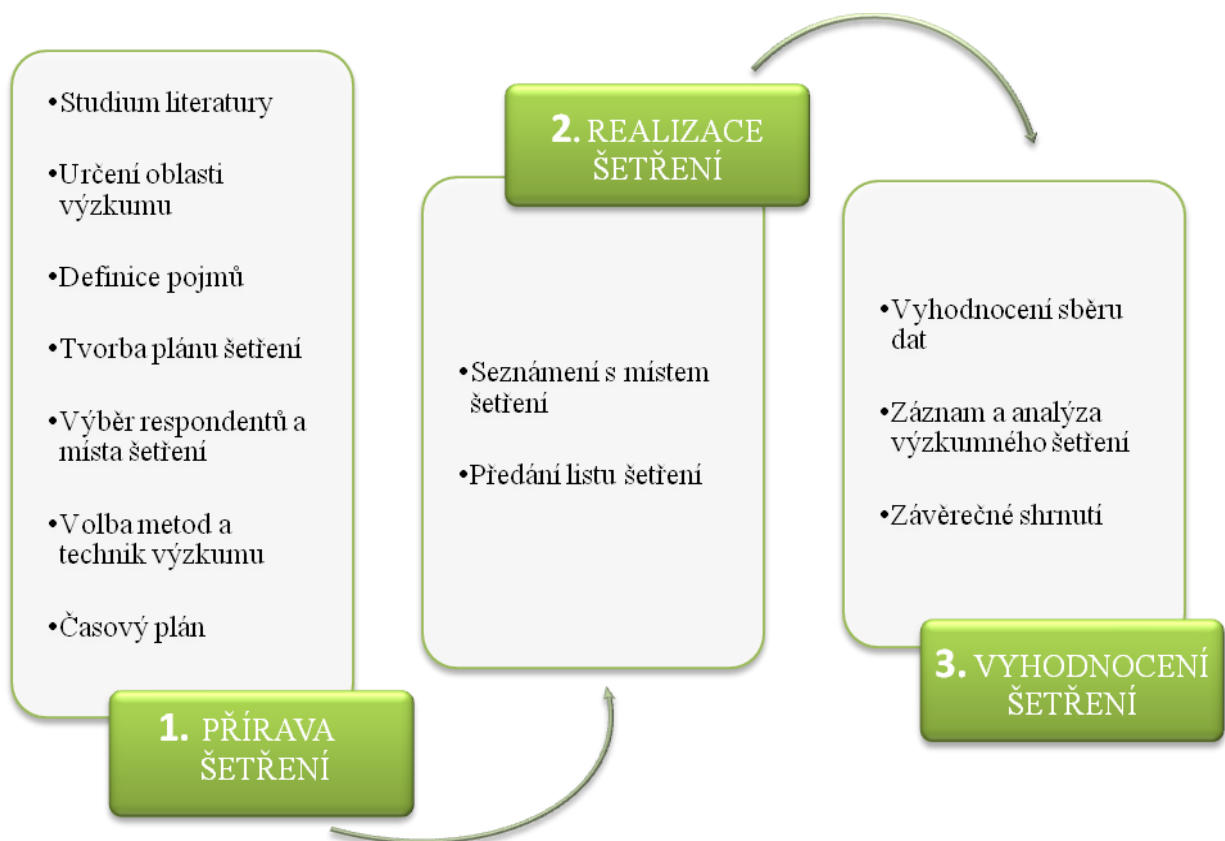 •Studium literatury
•Určení oblasti
výzkumu
•Definice pojmů
•Tvorba plánu šetření
•Výběr respondentů a
místa šetření
•Volba metod a
technik výzkumu
•Časový plán
1. PŘÍRAVA
ŠETŘENÍ
2. REALIZACE
ŠETŘENÍ
•Seznámení s místem
šetření
•Předání listu šetření
•Vyhodnocení sběru
dat
•Záznam a analýza
výzkumného šetření
•Závěrečné shrnutí
3. VYHODNOCENÍ
ŠETŘENÍ